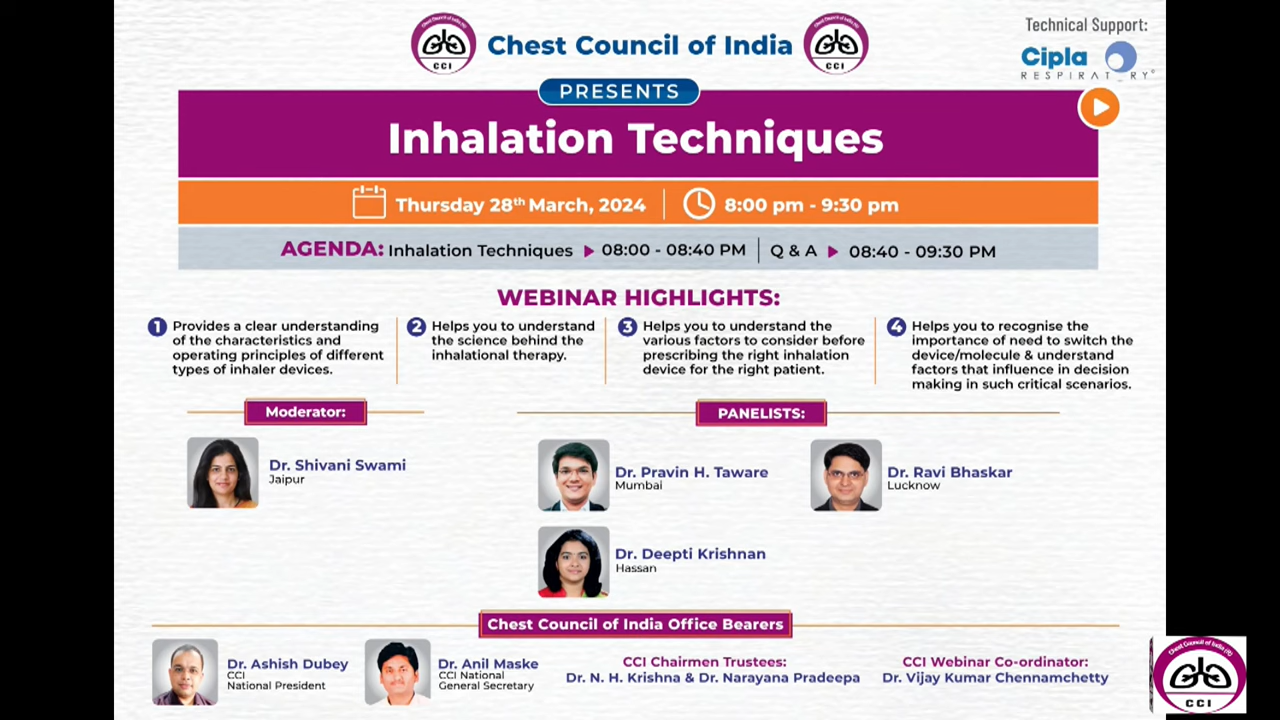 Chest Council of India
CCI
CCI
Technical Support:
Cipla
RESPIRATORY
PRESENTS
Inhalation Techniques
Thursday 28th March, 2024 | 8:00 pm - 9:30 pm
AGENDA: Inhalation Techniques ▶ 08:00 - 08:40 PM | Q & A ▶ 08:40 - 09:30 PM
WEBINAR HIGHLIGHTS:
1 Provides a clear understanding
of the characteristics and
operating principles of different
types of inhaler devices.
2 Helps you to understand
the science behind the
inhalational therapy.
3 Helps you to understand the
various factors to consider before
prescribing the right inhalation
device for the right patient.
4 Helps you to recognise the
importance of need to switch the
device/molecule & understand
factors that influence in decision
making in such critical scenarios.
Moderator:
Dr. Shivani Swami
Jaipur
PANELISTS:
Dr. Pravin H. Taware
Mumbai
Dr. Ravi Bhaskar
Lucknow
Dr. Deepti Krishnan
Hassan
Chest Council of India Office Bearers
Dr. Ashish Dubey
CCI
National President
Dr. Anil Maske
CCI National
General Secretary
CCI Chairmen Trustees:
Dr. N. H. Krishna & Dr. Narayana Pradeepa
CCI Webinar Co-ordinator:
Dr. Vijay Kumar Chennamchetty
Chest Council of India (R)
CCI